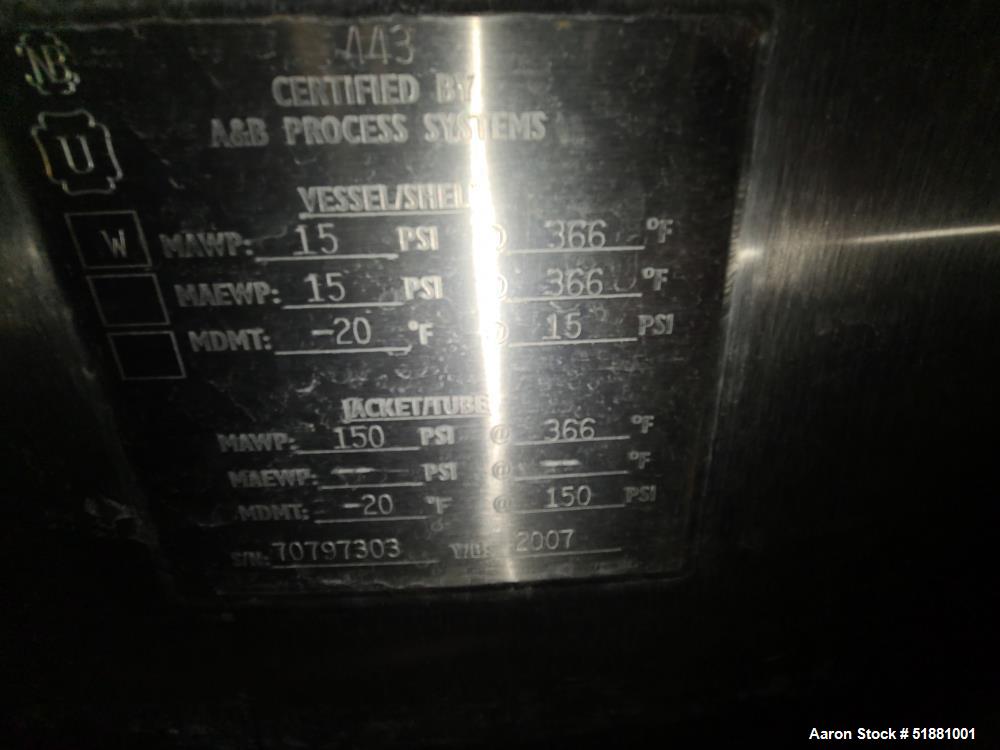 NB
443
CERTIFIED BY
A&B PROCESS SYSTEMS
U
VESSEL/SHELL
W MAWP: 15 PSI @ 366 °F
MAEWP: 15 PSI @ 366 °F
MDMT: -20 °F @ 15 PSI
JACKET/TUBE
MAWP: 150 PSI @ 366 °F
MAEWP: -- PSI @ -- °F
MDMT: -20 °F @ 150 PSI
S/N: 70797303 Y/B: 2007
Aaron Stock # 51881001